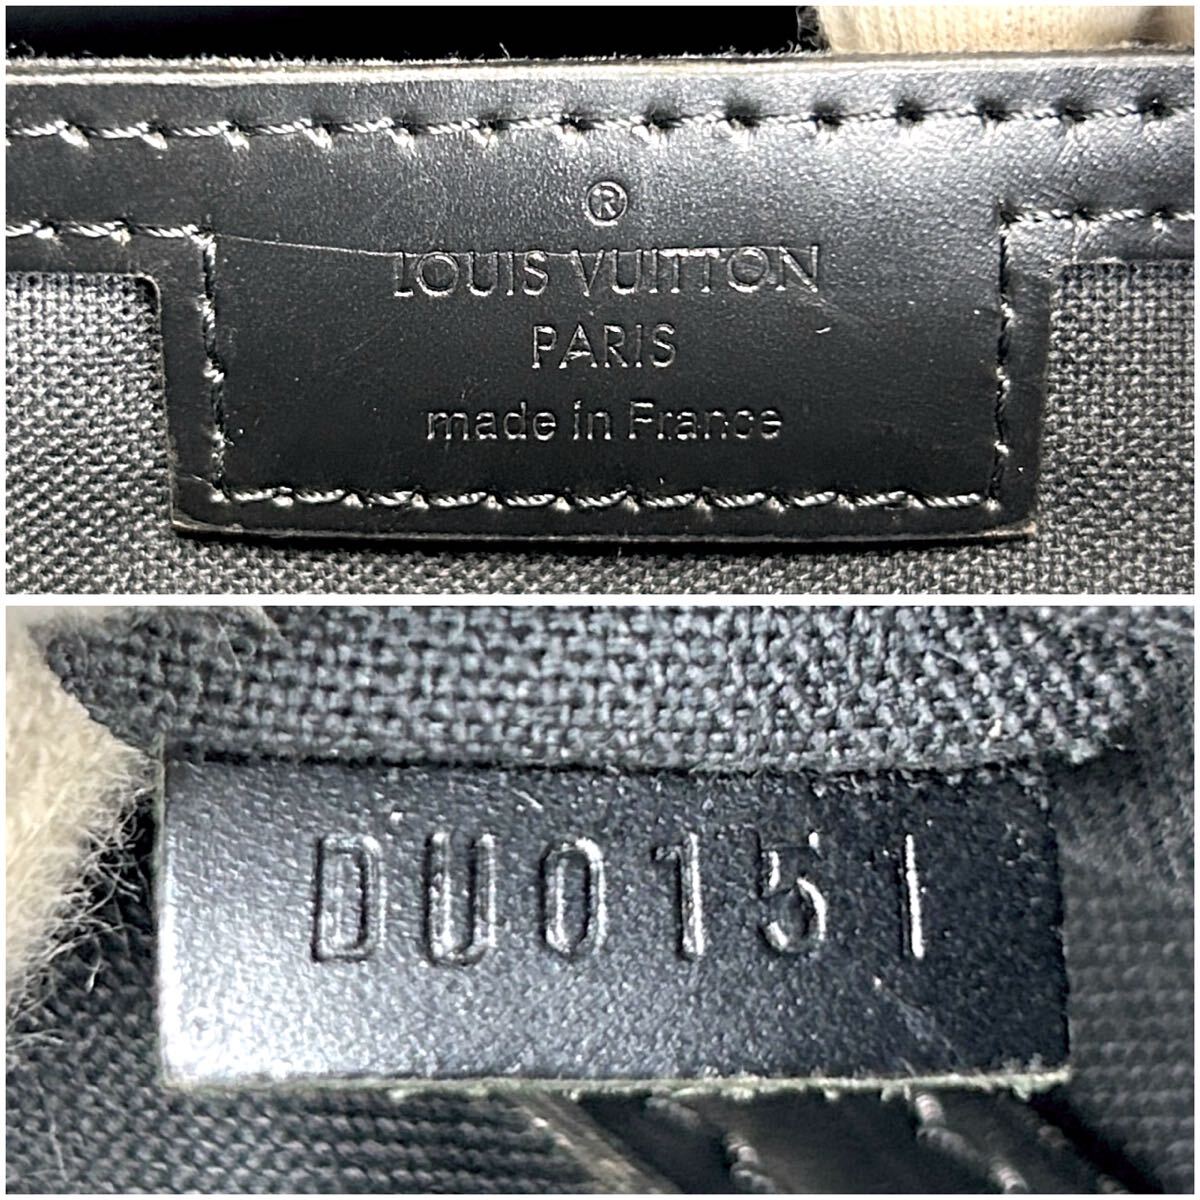 ®
LOUIS VUITTON
PARIS
made in France
DU0151